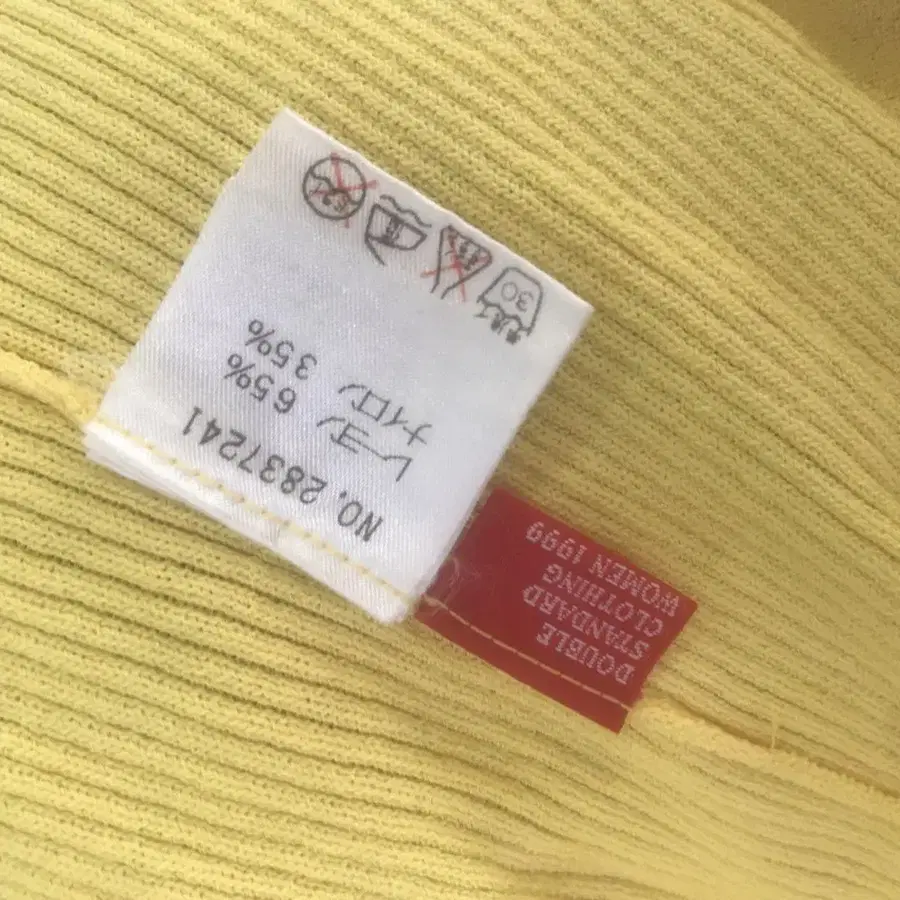 NO. 2837241
レーヨン 65%
ナイロン 35%
30
DOUBLE
STANDARD
CLOTHING
WOMEN 1999